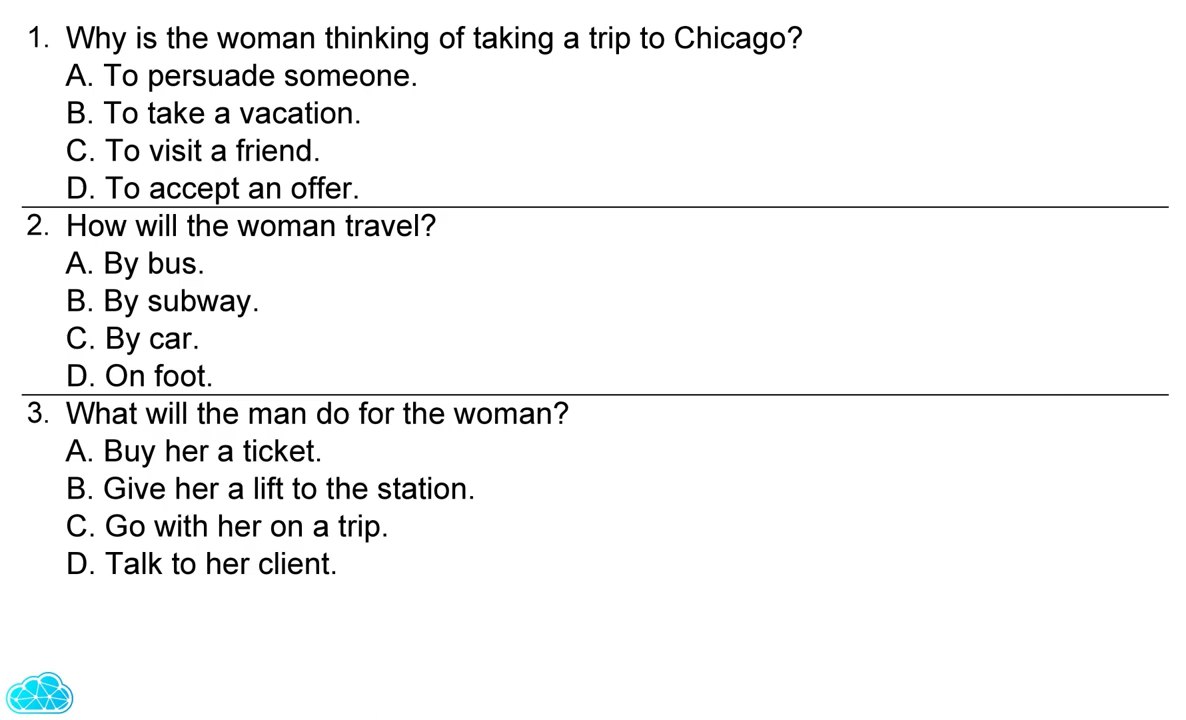 1. Why is the woman thinking of taking a trip to Chicago?
A. To persuade someone.
B. To take a vacation.
C. To visit a friend.
D. To accept an offer.
2. How will the woman travel?
A. By bus.
B. By subway.
C. By car.
D. On foot.
3. What will the man do for the woman?
A. Buy her a ticket.
B. Give her a lift to the station.
C. Go with her on a trip.
D. Talk to her client.